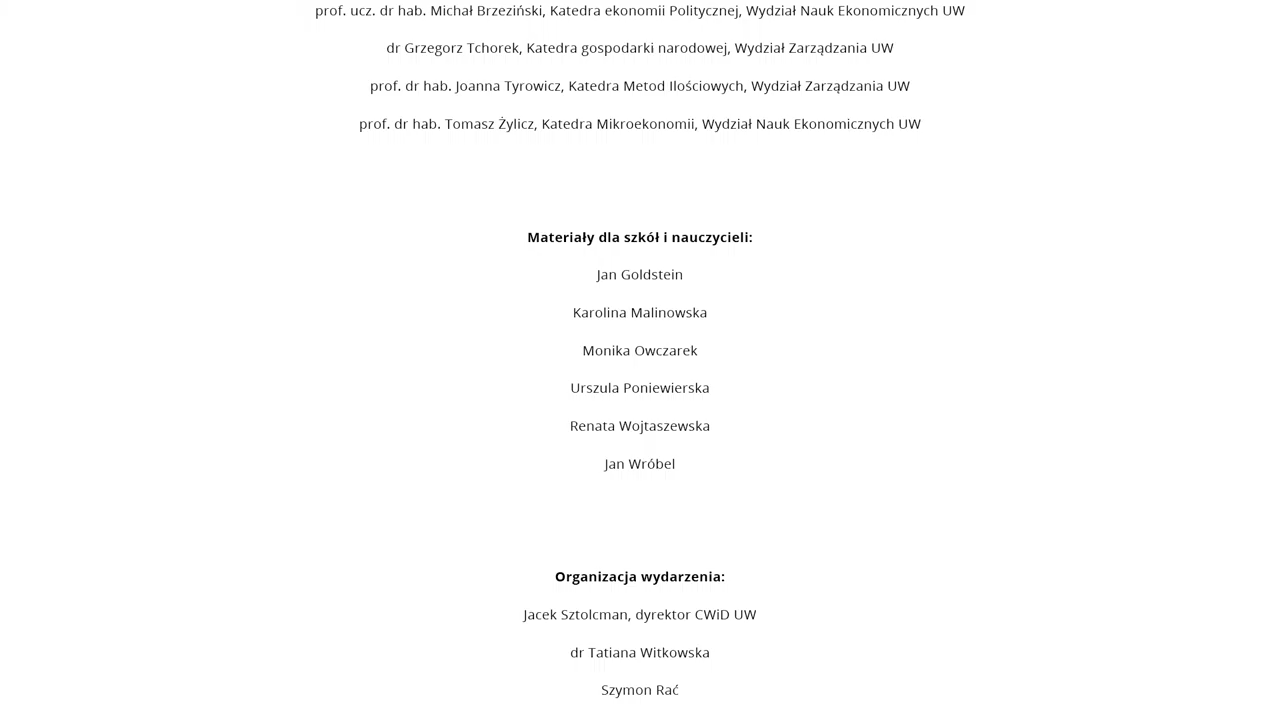 prof. ucz. dr hab. Michał Brzeziński, Katedra ekonomii Politycznej, Wydział Nauk Ekonomicznych UW
dr Grzegorz Tchorek, Katedra gospodarki narodowej, Wydział Zarządzania UW
prof. dr hab. Joanna Tyrowicz, Katedra Metod Ilościowych, Wydział Zarządzania UW
prof. dr hab. Tomasz Żylicz, Katedra Mikroekonomii, Wydział Nauk Ekonomicznych UW
Materiały dla szkół i nauczycieli:
Jan Goldstein
Karolina Malinowska
Monika Owczarek
Urszula Poniewierska
Renata Wojtaszewska
Jan Wróbel
Organizacja wydarzenia:
Jacek Sztolcman, dyrektor CWiD UW
dr Tatiana Witkowska
Szymon Rać